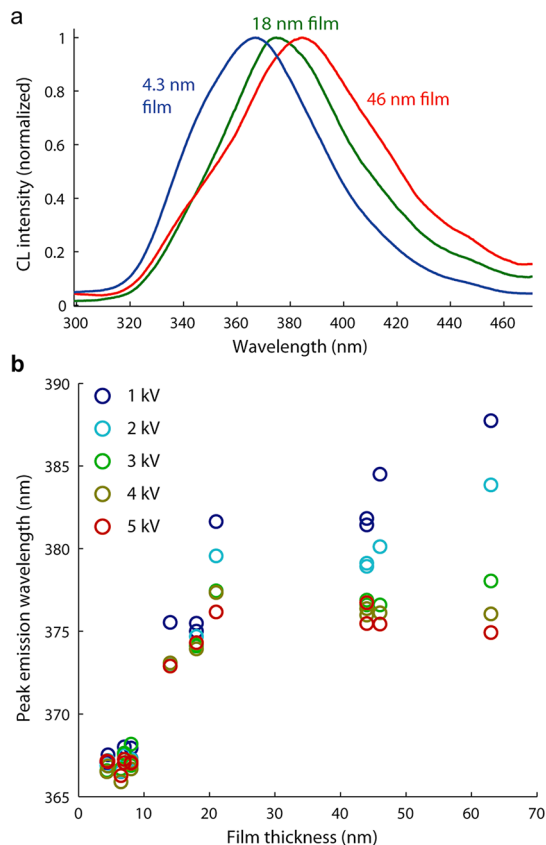 a
18 nm film
4.3 nm
film
46 nm film
CL intensity (normalized)
1
0.8
0.6
0.4
0.2
0
300 320 340 360 380 400 420 440 460
Wavelength (nm)
b
390
385
380
375
370
365
Peak emission wavelength (nm)
1 kV
2 kV
3 kV
4 kV
5 kV
0 10 20 30 40 50 60 70
Film thickness (nm)